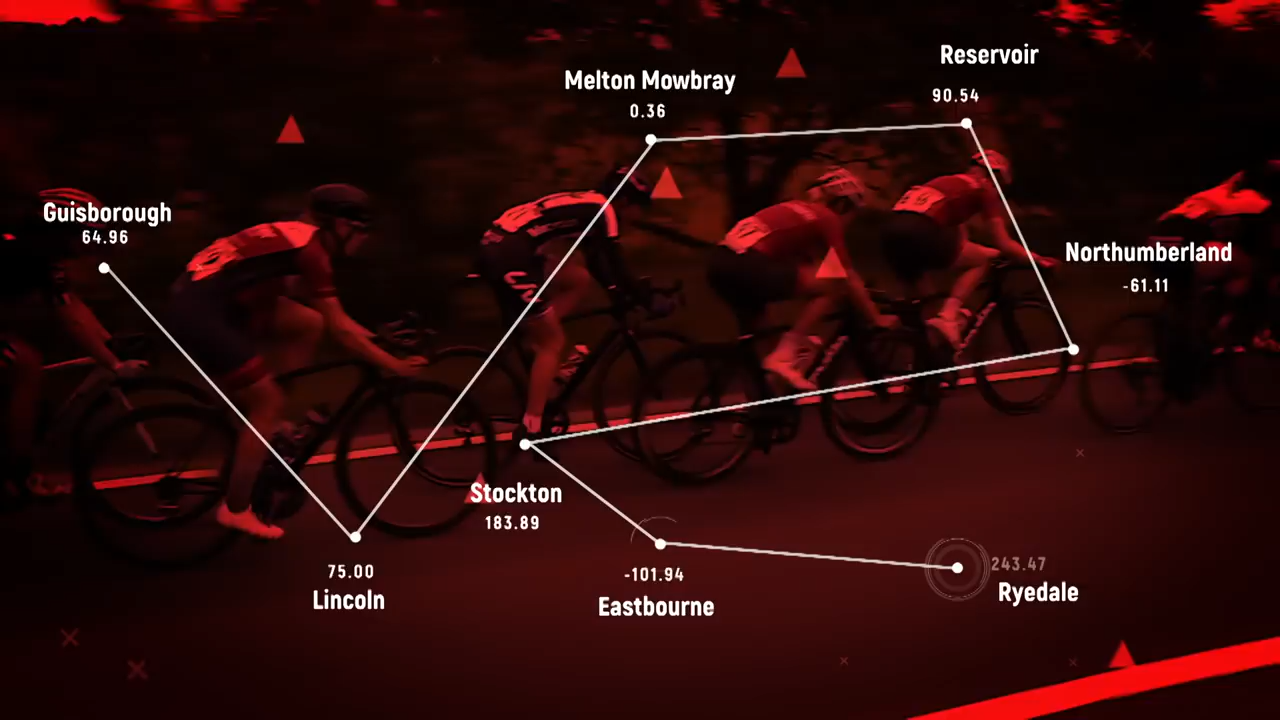 Reservoir
90.54
Melton Mowbray
0.36
Guisborough
64.96
Northumberland
-61.11
Stockton
183.89
75.00
Lincoln
-101.94
Eastbourne
243.47
Ryedale